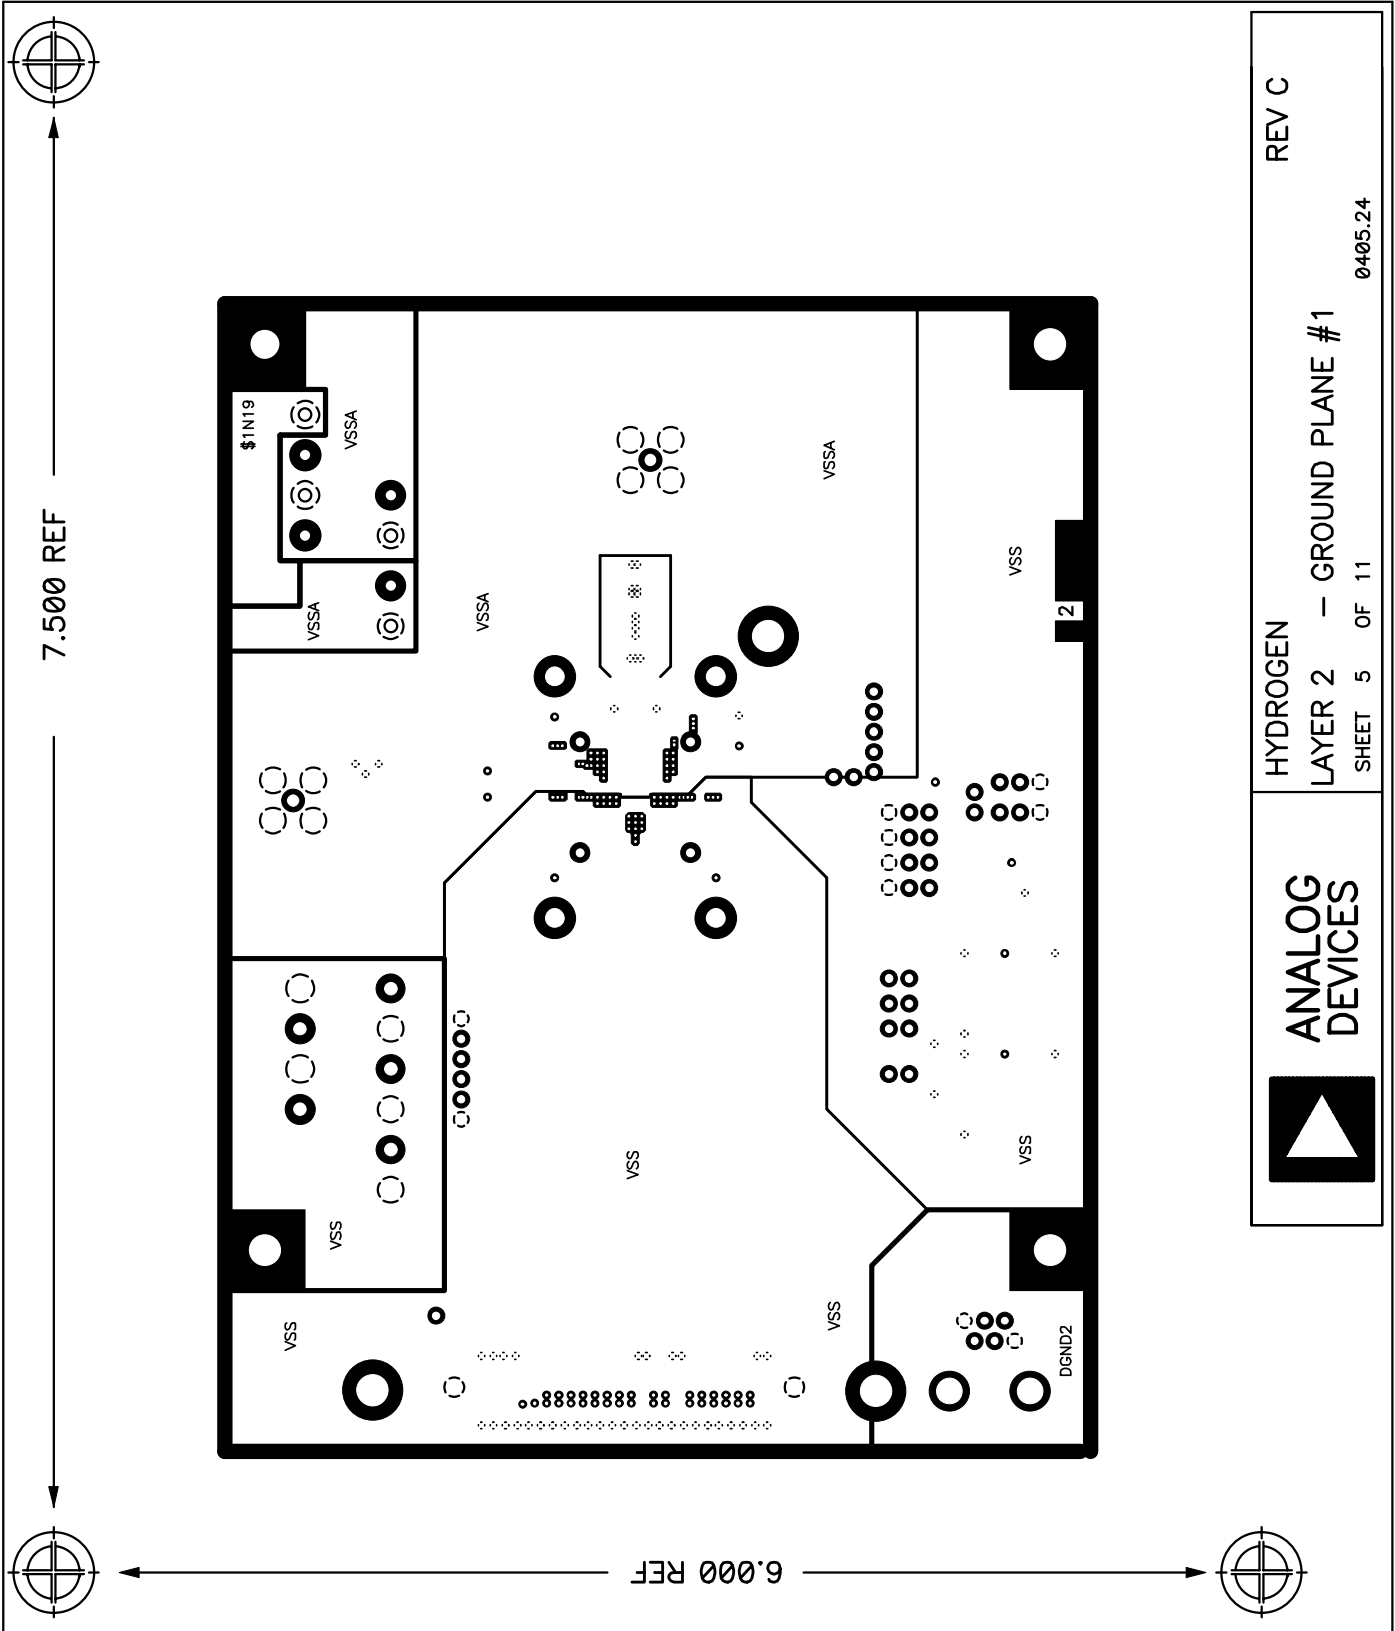 7.500 REF
6.000 REF
$1N19
VSSA
VSSA
VSSA
VSSA
VSS
2
VSS
VSS
VSS
VSS
VSS
DGND2
ANALOG
DEVICES
HYDROGEN REV C
LAYER 2 – GROUND PLANE #1
SHEET 5 OF 11 0405.24